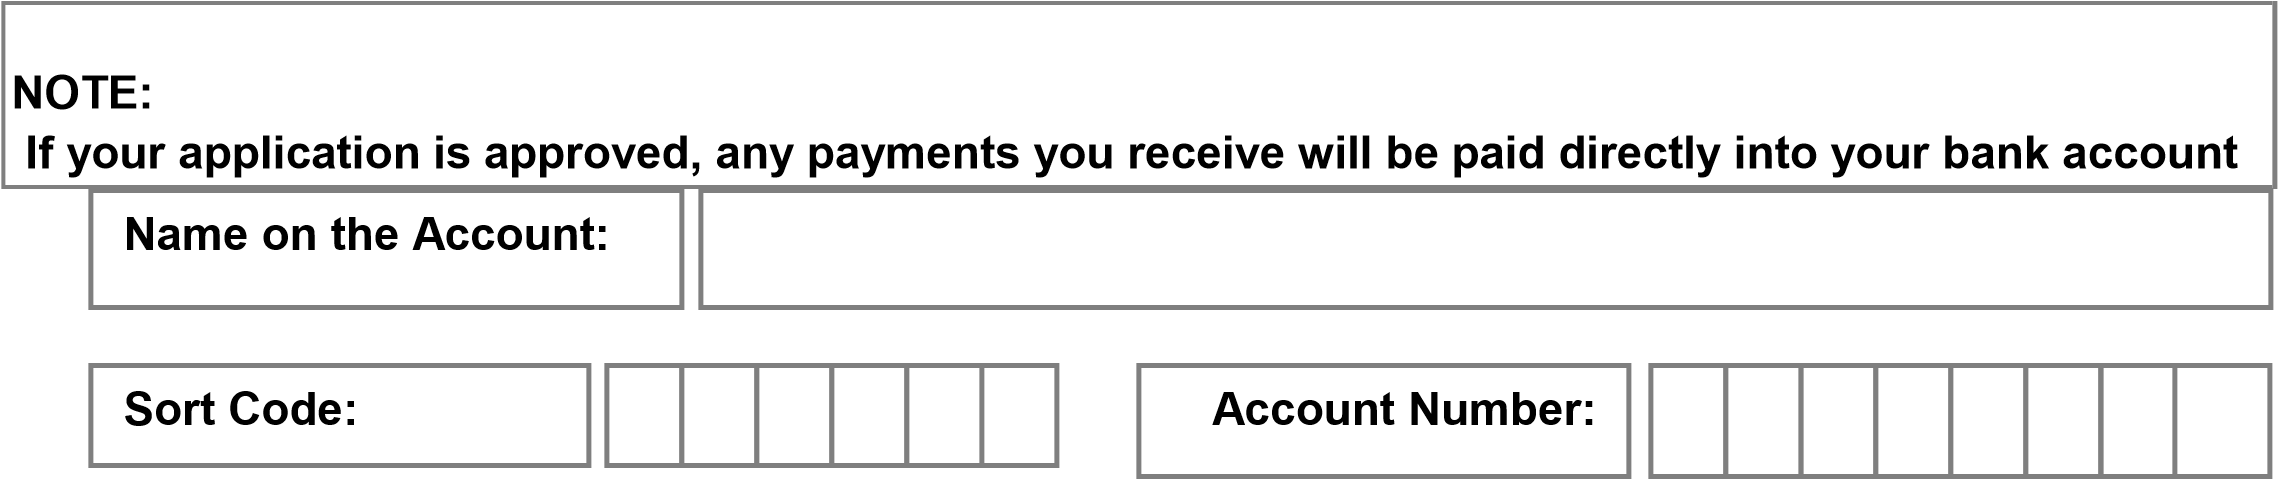 NOTE:
If your application is approved, any payments you receive will be paid directly into your bank account
Name on the Account:
Sort Code:
Account Number: